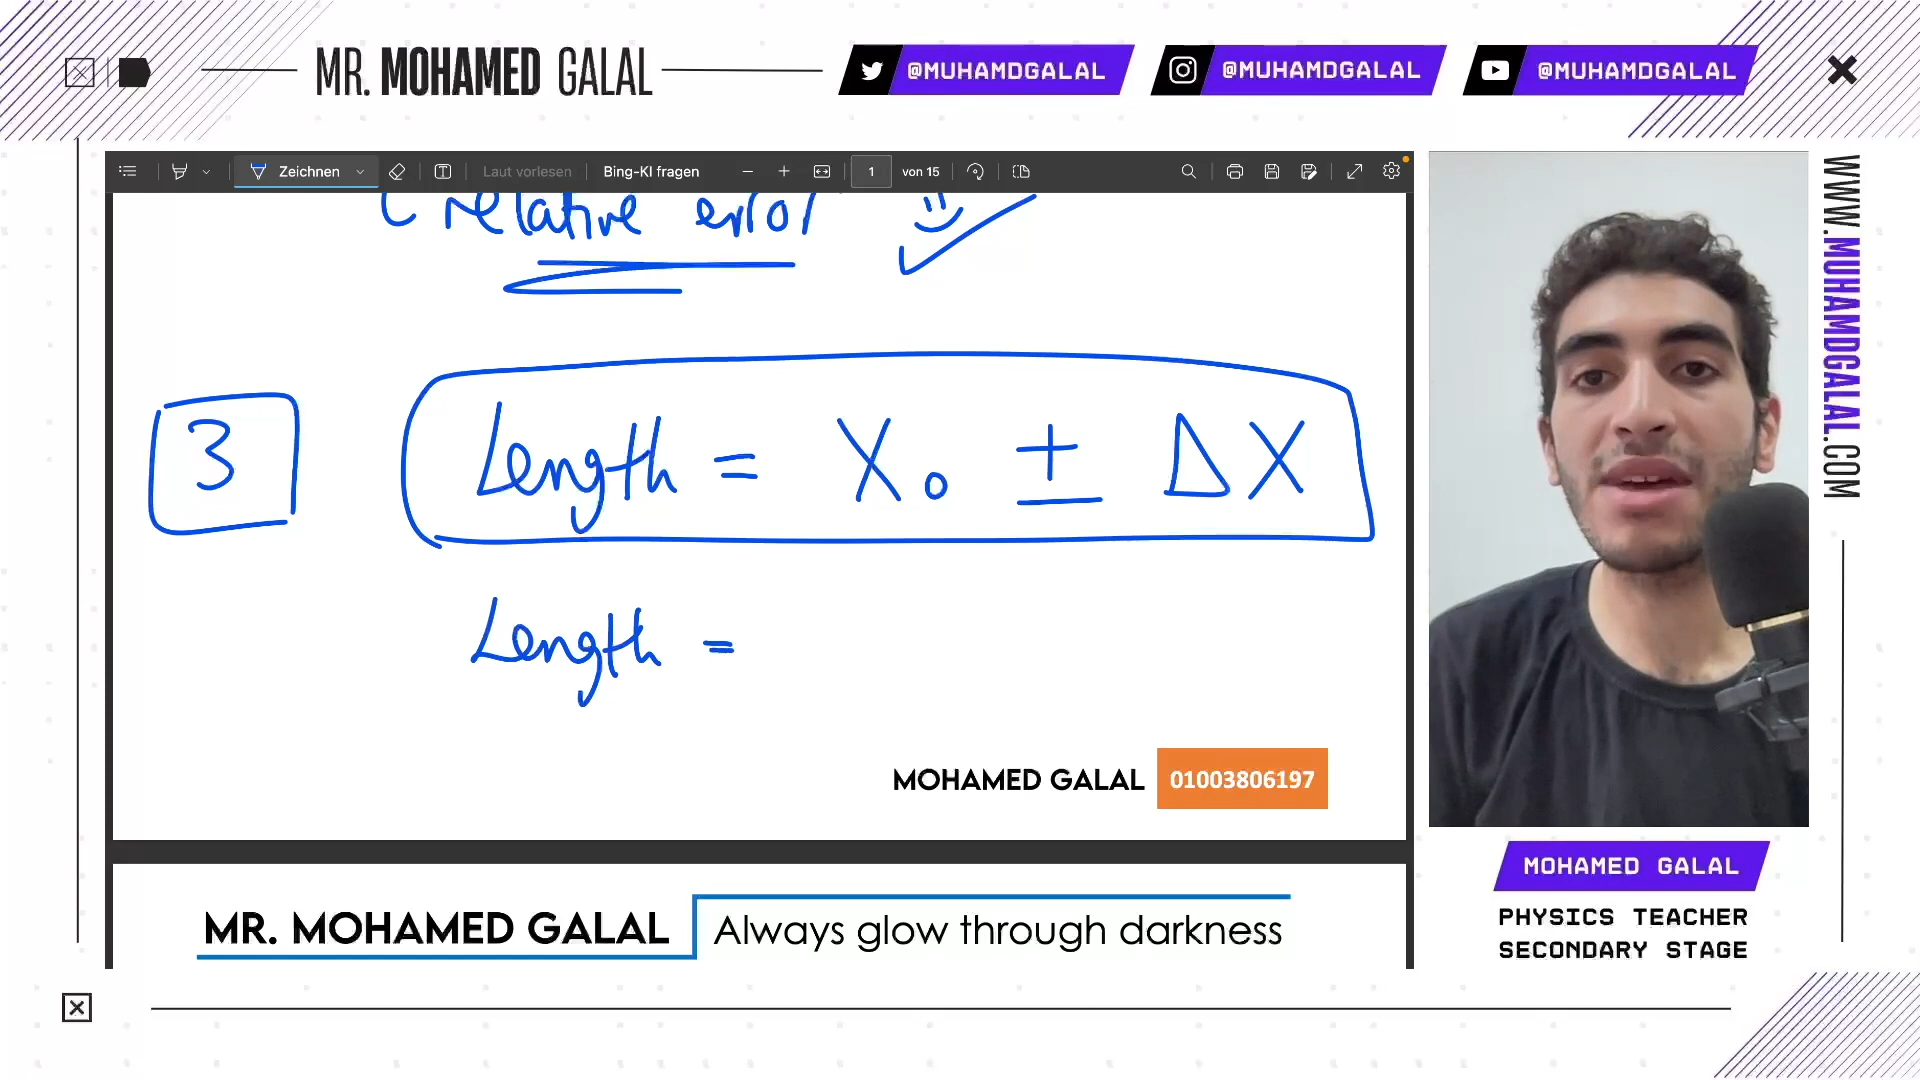 MR. MOHAMED GALAL
@MUHAMDGALAL
@MUHAMDGALAL
@MUHAMDGALAL
Zeichnen
Laut vorlesen
Bing-KI fragen
1
von 15
relative error
3
Length = X₀ ± ΔX
Length =
MOHAMED GALAL
01003806197
MR. MOHAMED GALAL
Always glow through darkness
WWW.MUHAMDGALAL.COM
MOHAMED GALAL
PHYSICS TEACHER
SECONDARY STAGE